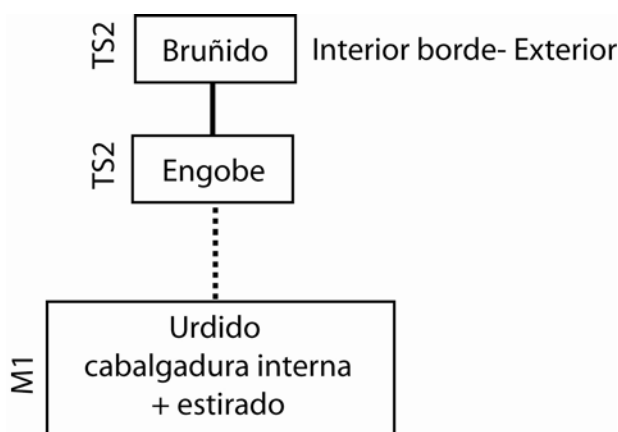 TS2
Bruñido
Interior borde- Exterior
TS2
Engobe
M1
Urdido
cabalgadura interna
+ estirado